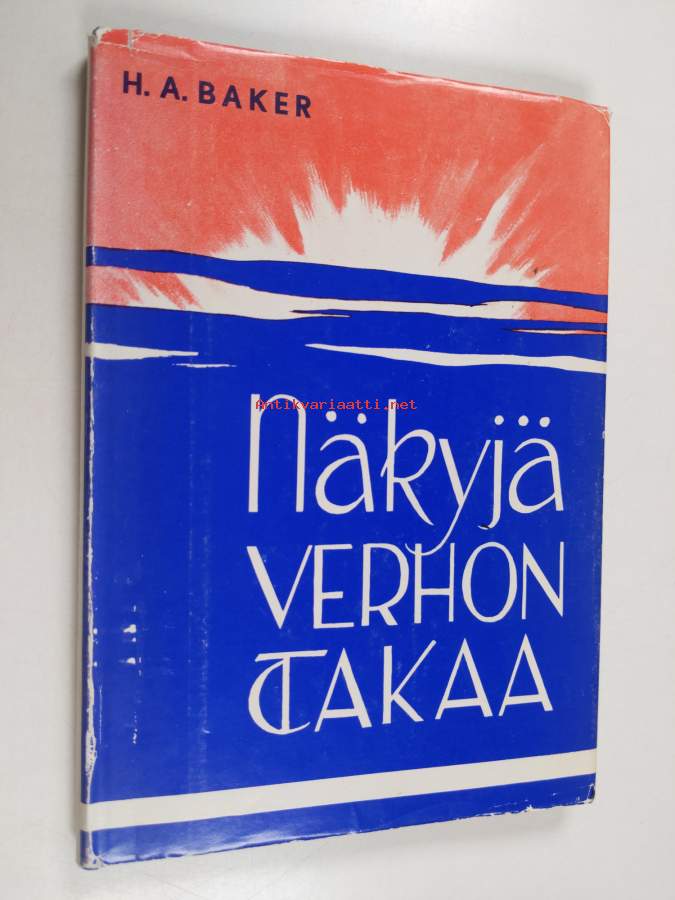 H. A. BAKER
Antikvariaatti.net
Näkyjä
VERHON
TAKAA